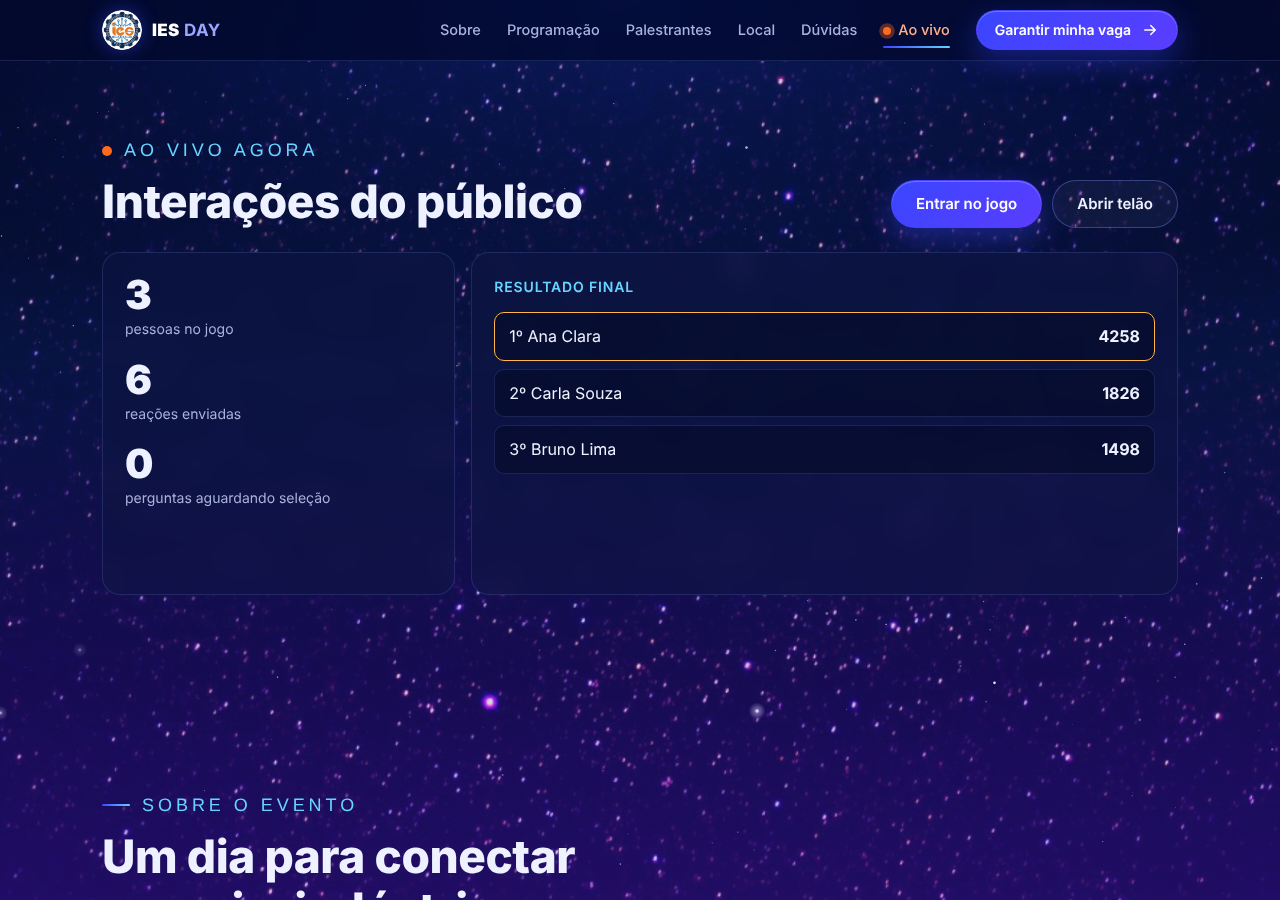 IES DAY
Sobre
Programação
Palestrantes
Local
Dúvidas
Ao vivo
Garantir minha vaga
AO VIVO AGORA
Interações do público
Entrar no jogo
Abrir telão
3
pessoas no jogo
6
reações enviadas
0
perguntas aguardando seleção
RESULTADO FINAL
1º Ana Clara 4258
2º Carla Souza 1826
3º Bruno Lima 1498
SOBRE O EVENTO
Um dia para conectar